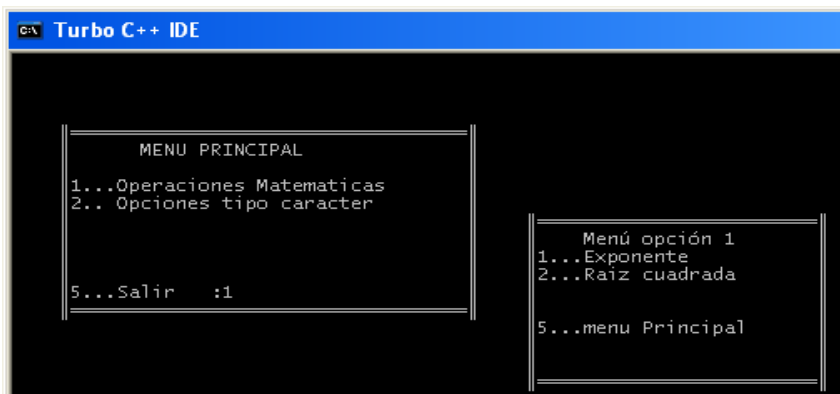 C:\ Turbo C++ IDE
MENU PRINCIPAL
1...Operaciones Matematicas
2.. Opciones tipo caracter
5...Salir   :1
Menú opción 1
1...Exponente
2...Raiz cuadrada
5...menu Principal